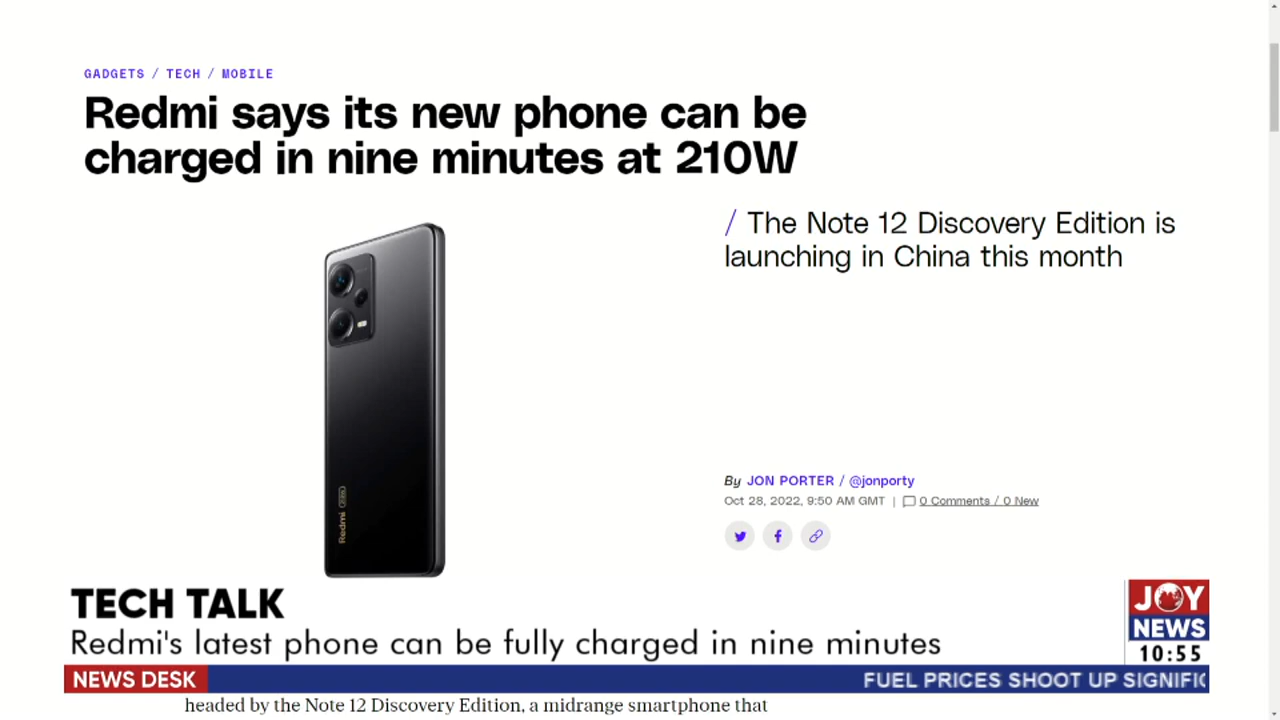 GADGETS / TECH / MOBILE
Redmi says its new phone can be
charged in nine minutes at 210W
/ The Note 12 Discovery Edition is
launching in China this month
Redmi
By JON PORTER / @jonporty
Oct 28, 2022, 9:50 AM GMT | 0 Comments / 0 New
TECH TALK
Redmi's latest phone can be fully charged in nine minutes
JOY
NEWS
10:55
NEWS DESK
FUEL PRICES SHOOT UP
headed by the Note 12 Discovery Edition, a midrange smartphone that